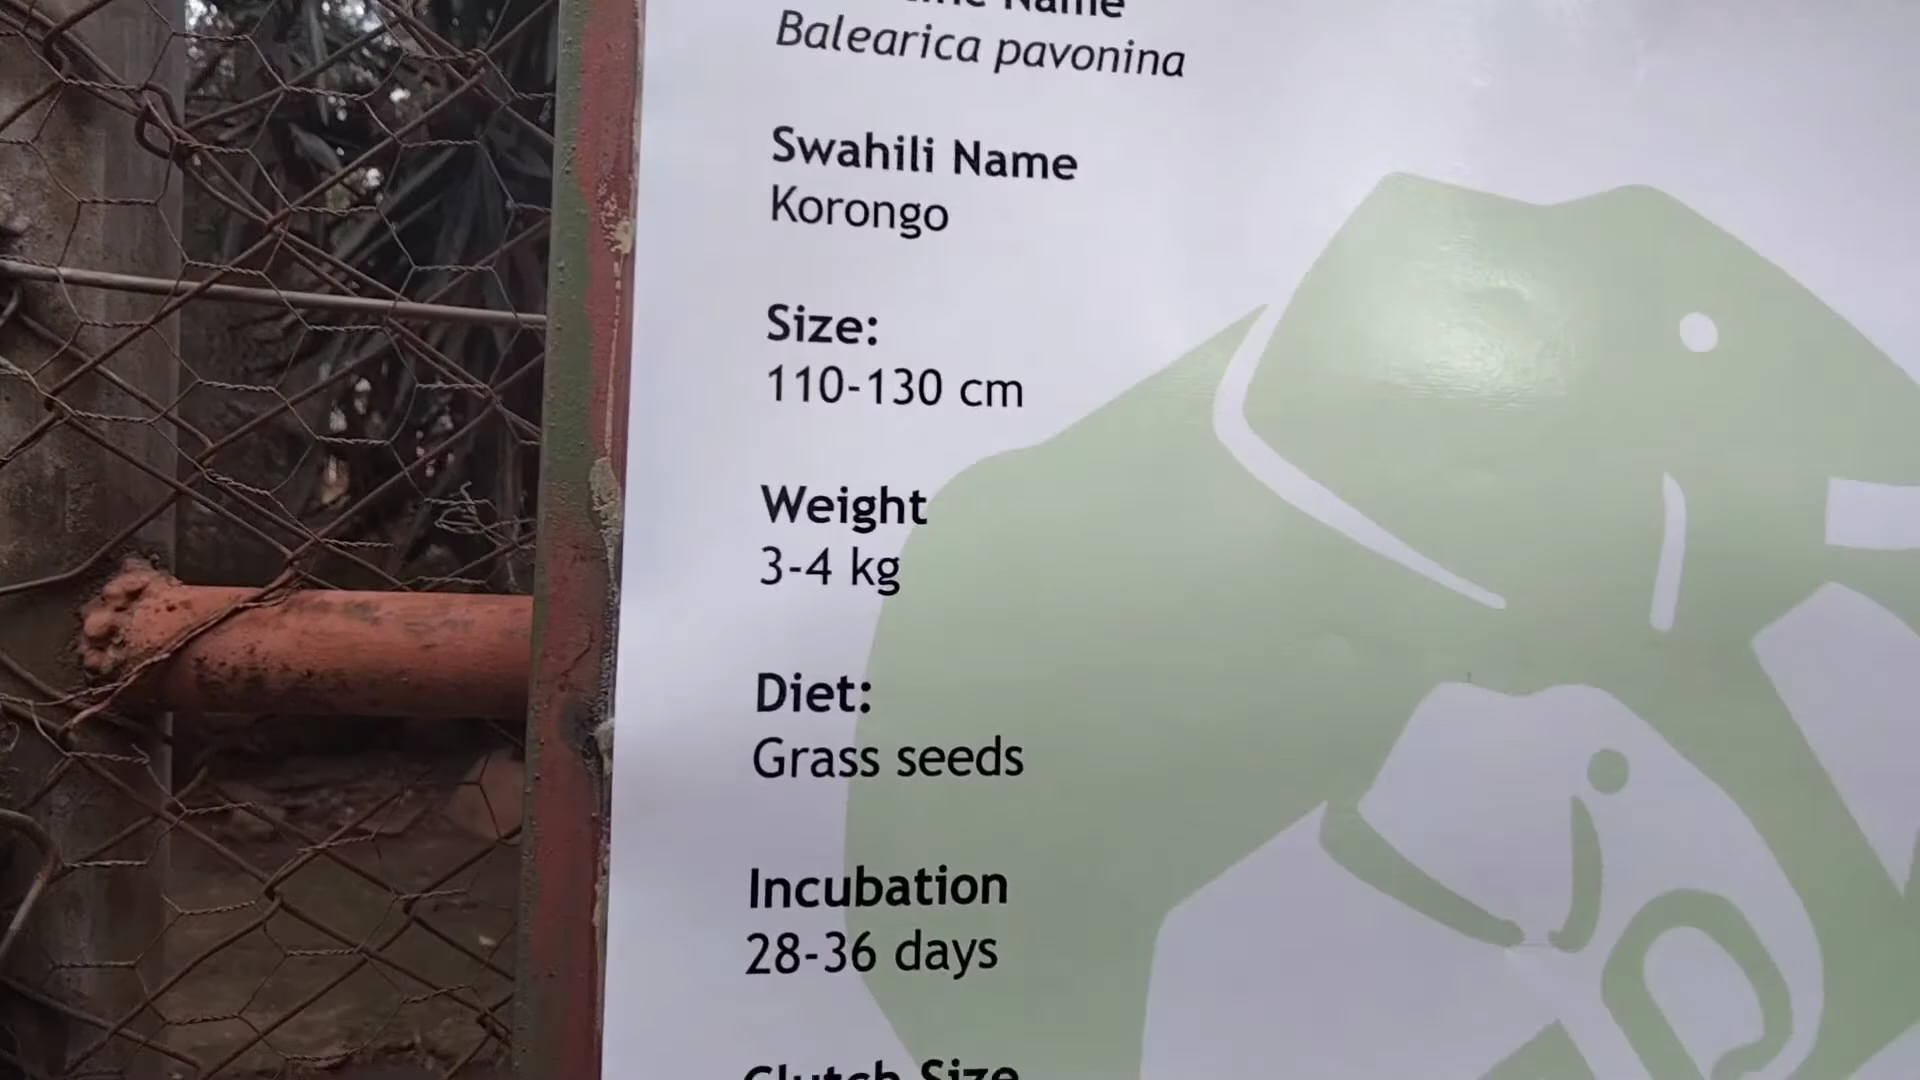 Name
Balearica pavonina
Swahili Name
Korongo
Size:
110-130 cm
Weight
3-4 kg
Diet:
Grass seeds
Incubation
28-36 days
Clutch Size